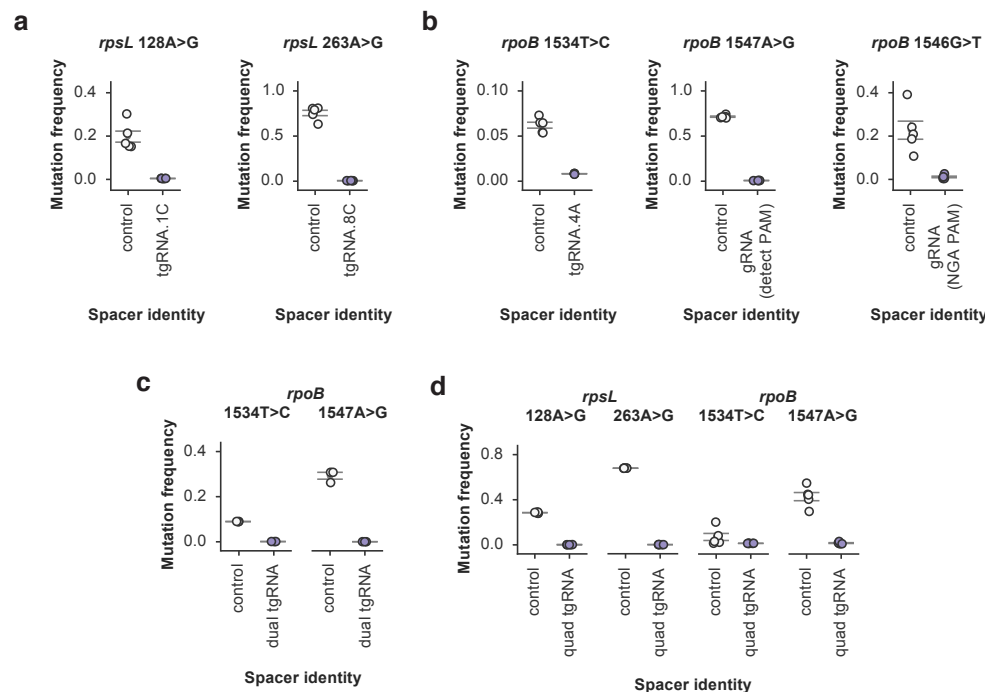 a
rpsL 128A>G
rpsL 263A>G
Mutation frequency
0.4
0.2
0.0
control
tgRNA.1C
Spacer identity
Mutation frequency
1.0
0.5
0.0
control
tgRNA.8C
Spacer identity
b
rpoB 1534T>C
rpoB 1547A>G
rpoB 1546G>T
Mutation frequency
0.10
0.05
0.00
control
tgRNA.4A
Spacer identity
Mutation frequency
1.0
0.5
0.0
control
gRNA
(detect PAM)
Spacer identity
Mutation frequency
0.4
0.2
0.0
control
gRNA
(NGA PAM)
Spacer identity
c
rpoB
1534T>C
1547A>G
Mutation frequency
0.4
0.2
0.0
control
dual tgRNA
control
dual tgRNA
Spacer identity
d
rpsL
rpoB
128A>G
263A>G
1534T>C
1547A>G
Mutation frequency
0.8
0.4
0.0
control
quad tgRNA
control
quad tgRNA
control
quad tgRNA
control
quad tgRNA
Spacer identity